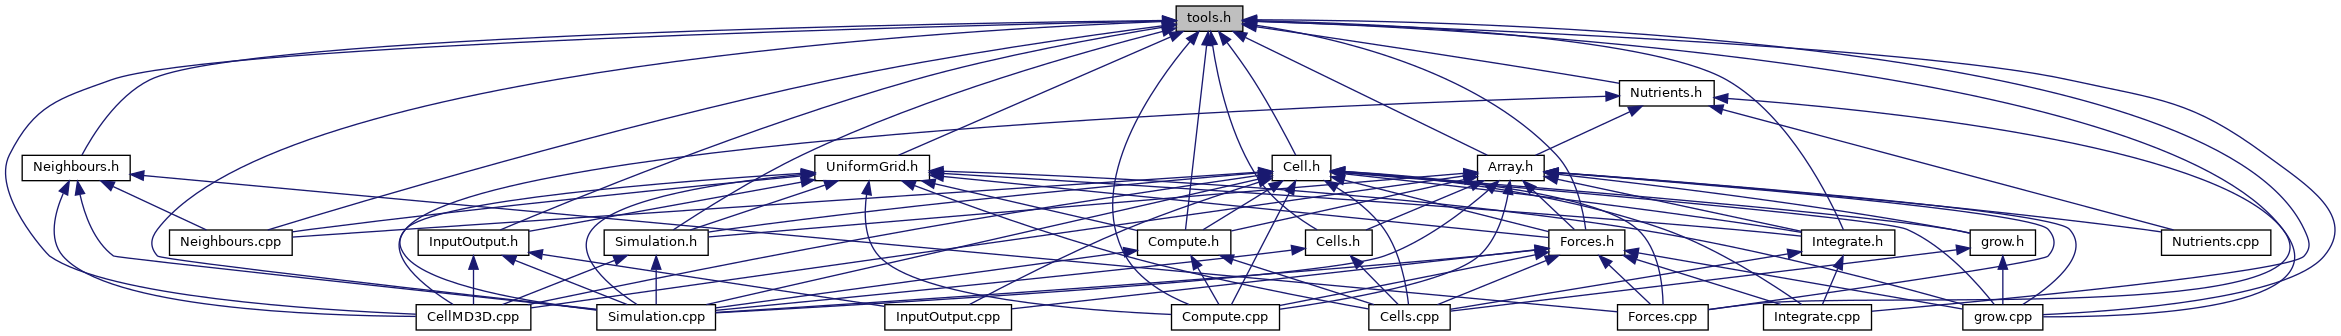 tools.h
Nutrients.h
Neighbours.h
UniformGrid.h
Cell.h
Array.h
Neighbours.cpp
InputOutput.h
Simulation.h
Compute.h
Cells.h
Forces.h
Integrate.h
grow.h
Nutrients.cpp
CellMD3D.cpp
Simulation.cpp
InputOutput.cpp
Compute.cpp
Cells.cpp
Forces.cpp
Integrate.cpp
grow.cpp